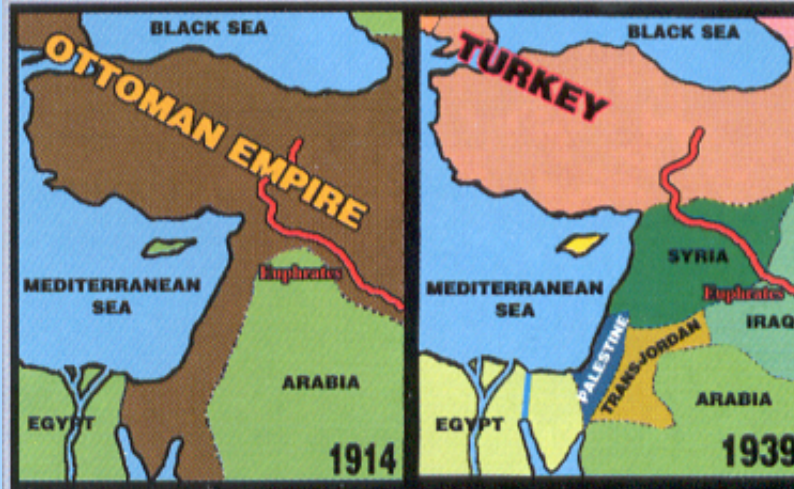 BLACK SEA
OTTOMAN EMPIRE
Euphrates
MEDITERRANEAN
SEA
ARABIA
EGYPT
1914
BLACK SEA
TURKEY
SYRIA
Euphrates
MEDITERRANEAN
SEA
IRAQ
PALESTINE
TRANSJORDAN
ARABIA
EGYPT
1939